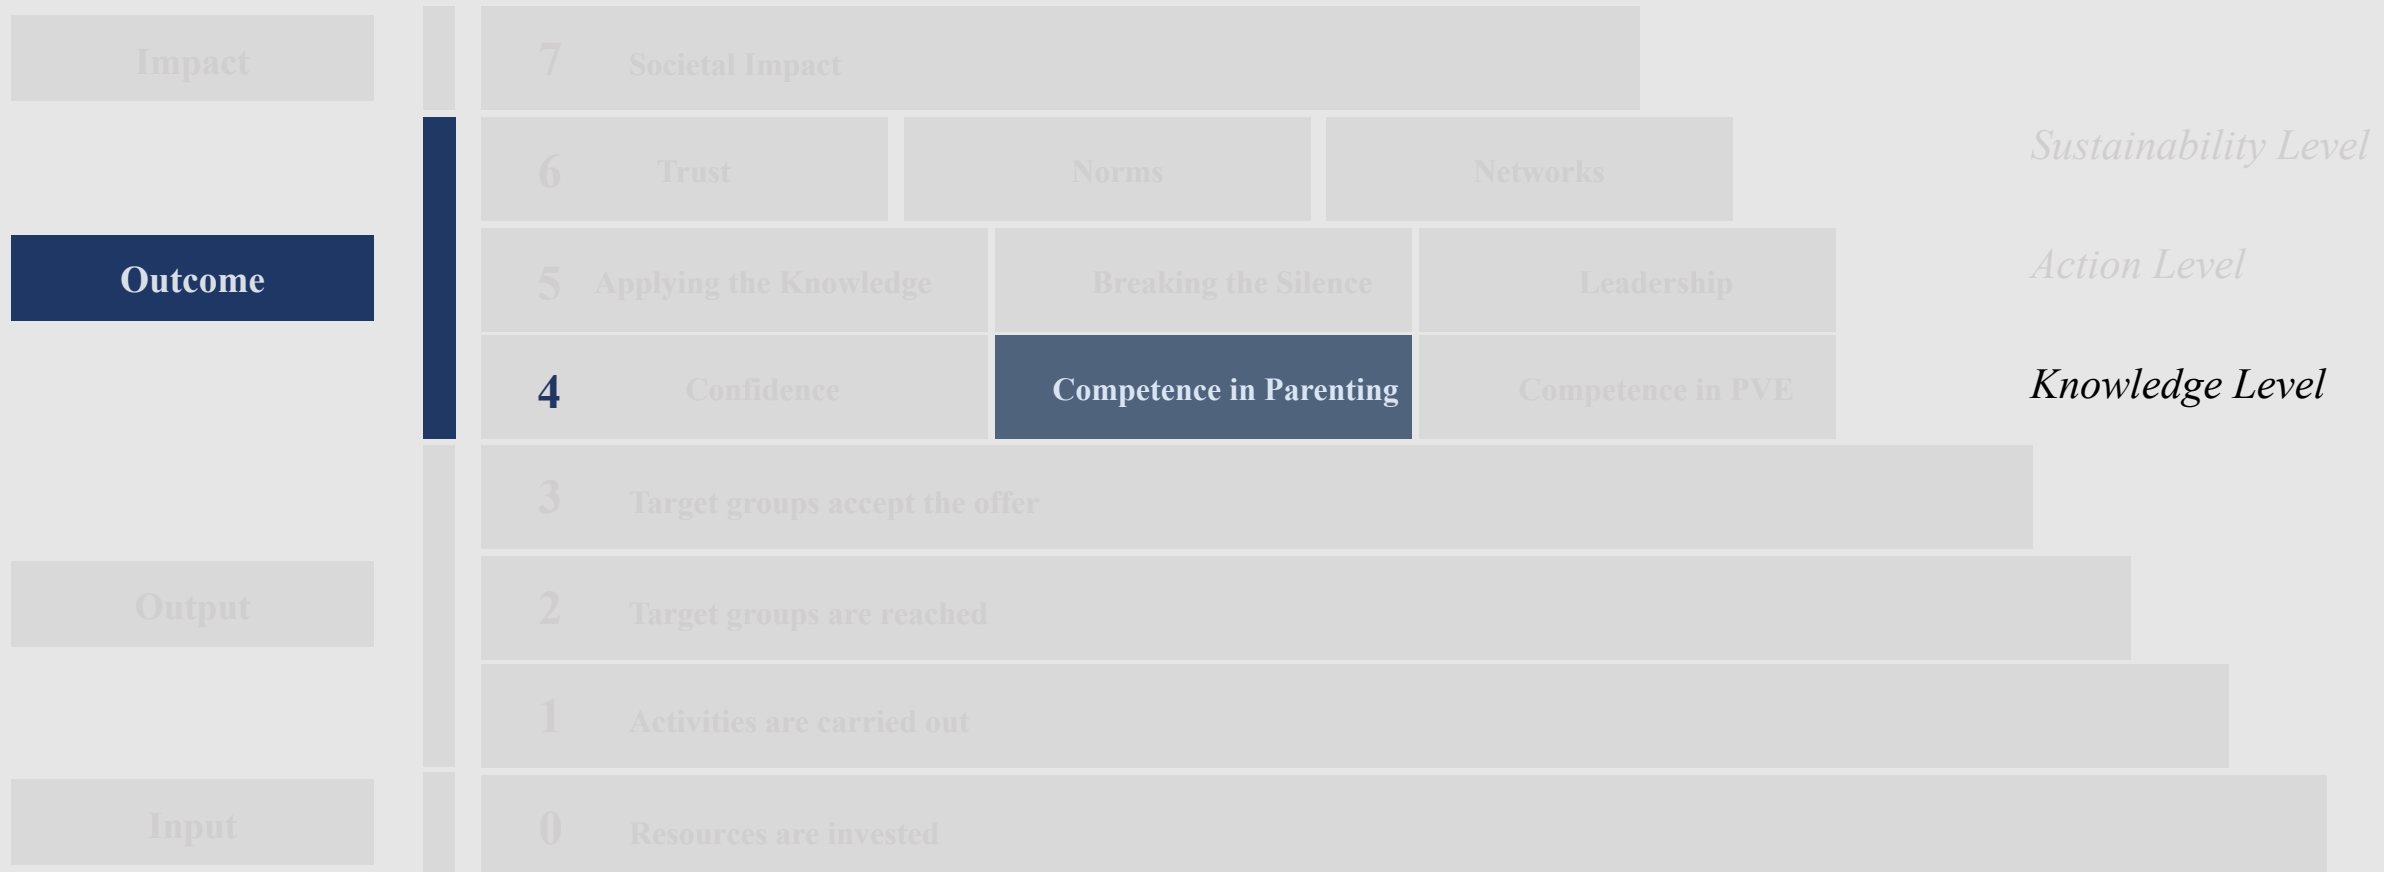 Impact
7 Societal Impact
6 Trust Norms Networks Sustainability Level
Outcome
5 Applying the Knowledge Breaking the Silence Leadership Action Level
4 Confidence Competence in Parenting Competence in PVE Knowledge Level
3 Target groups accept the offer
Output
2 Target groups are reached
1 Activities are carried out
Input
0 Resources are invested